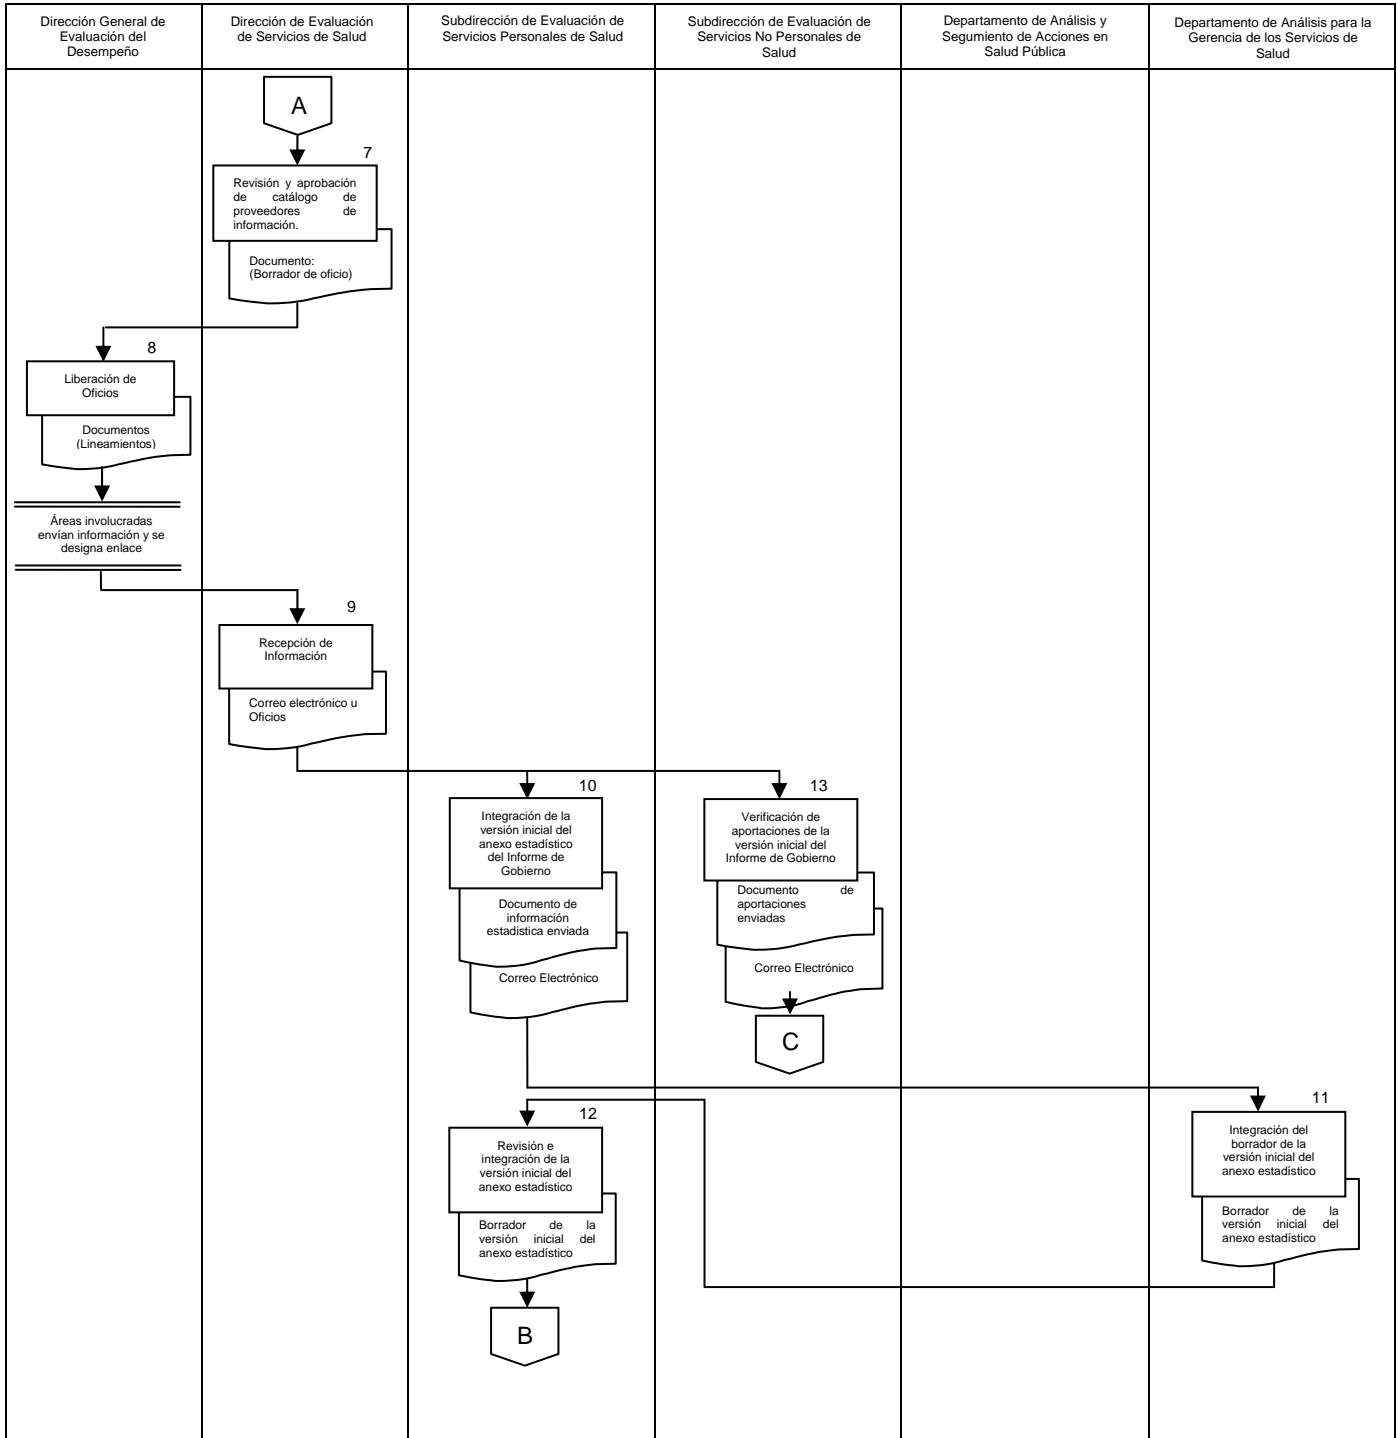 Dirección General de
Evaluación del
Desempeño
Dirección de Evaluación
de Servicios de Salud
Subdirección de Evaluación de
Servicios Personales de Salud
Subdirección de Evaluación de
Servicios No Personales de
Salud
Departamento de Análisis y
Segumiento de Acciones en
Salud Pública
Departamento de Análisis para la
Gerencia de los Servicios de
Salud
A
7
Revisión y aprobación
de catálogo de
proveedores de
información.
Documento:
(Borrador de oficio)
8
Liberación de
Oficios
Documentos
(Lineamientos)
Áreas involucradas
envían información y se
designa enlace
9
Recepción de
Información
Correo electrónico u
Oficios
10
Integración de la
versión inicial del
anexo estadístico
del Informe de
Gobierno
Documento de
información
estadistica enviada
Correo Electrónico
13
Verificación de
aportaciones de la
versión inicial del
Informe de Gobierno
Documento de
aportaciones
enviadas
Correo Electrónico
C
11
Integración del
borrador de la
versión inicial del
anexo estadístico
Borrador de la
versión inicial del
anexo estadístico
12
Revisión e
integración de la
versión inicial del
anexo estadístico
Borrador de la
versión inicial del
anexo estadístico
B